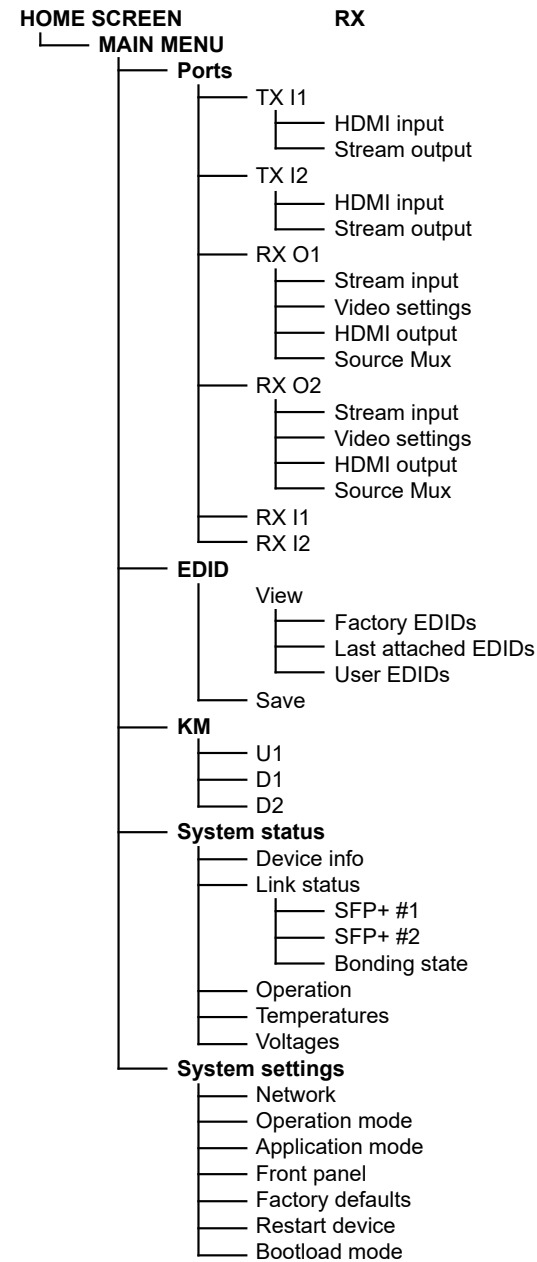 HOME SCREEN RX
MAIN MENU
Ports
TX I1
HDMI input
Stream output
TX I2
HDMI input
Stream output
RX O1
Stream input
Video settings
HDMI output
Source Mux
RX O2
Stream input
Video settings
HDMI output
Source Mux
RX I1
RX I2
EDID
View
Factory EDIDs
Last attached EDIDs
User EDIDs
Save
KM
U1
D1
D2
System status
Device info
Link status
SFP+ #1
SFP+ #2
Bonding state
Operation
Temperatures
Voltages
System settings
Network
Operation mode
Application mode
Front panel
Factory defaults
Restart device
Bootload mode